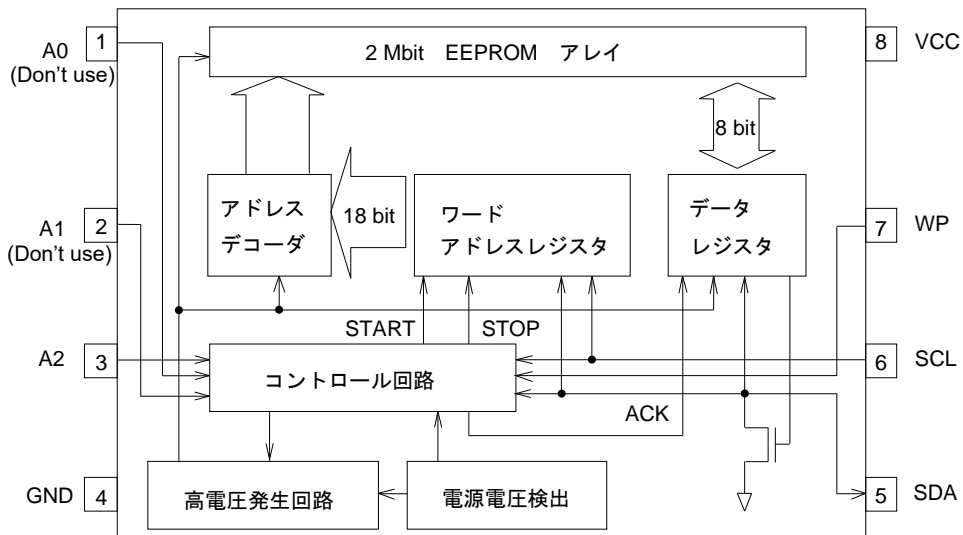 1
A0
(Don't use)
2 Mbit EEPROM アレイ
8
VCC
8 bit
2
A1
(Don't use)
アドレス
デコーダ
18 bit
ワード
アドレスレジスタ
データ
レジスタ
7
WP
START
STOP
3
A2
コントロール回路
6
SCL
ACK
4
GND
高電圧発生回路
電源電圧検出
5
SDA